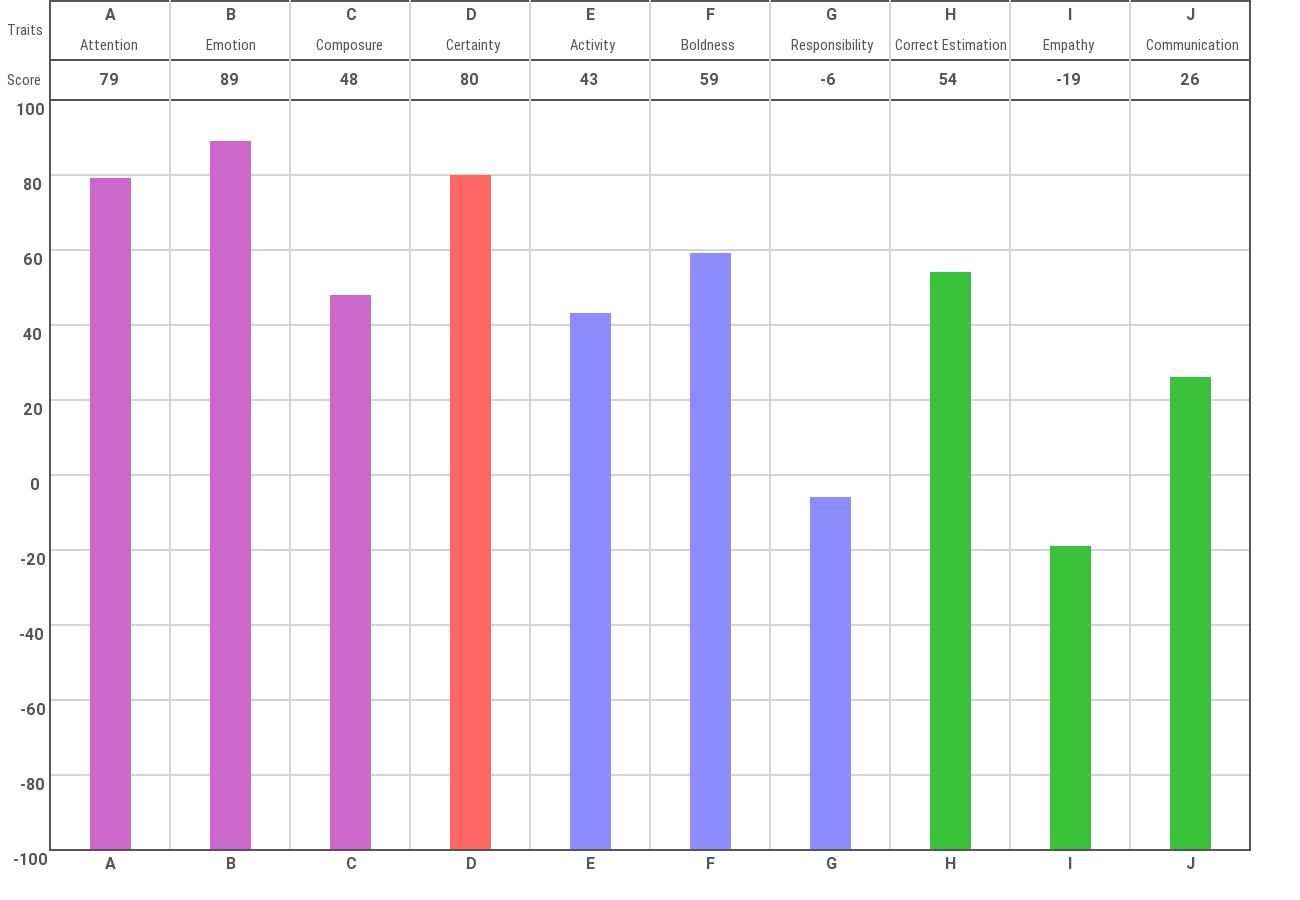 Traits A B C D E F G H I J
Attention Emotion Composure Certainty Activity Boldness Responsibility Correct Estimation Empathy Communication
Score 79 89 48 80 43 59 -6 54 -19 26
100
80
60
40
20
0
-20
-40
-60
-80
-100
A B C D E F G H I J